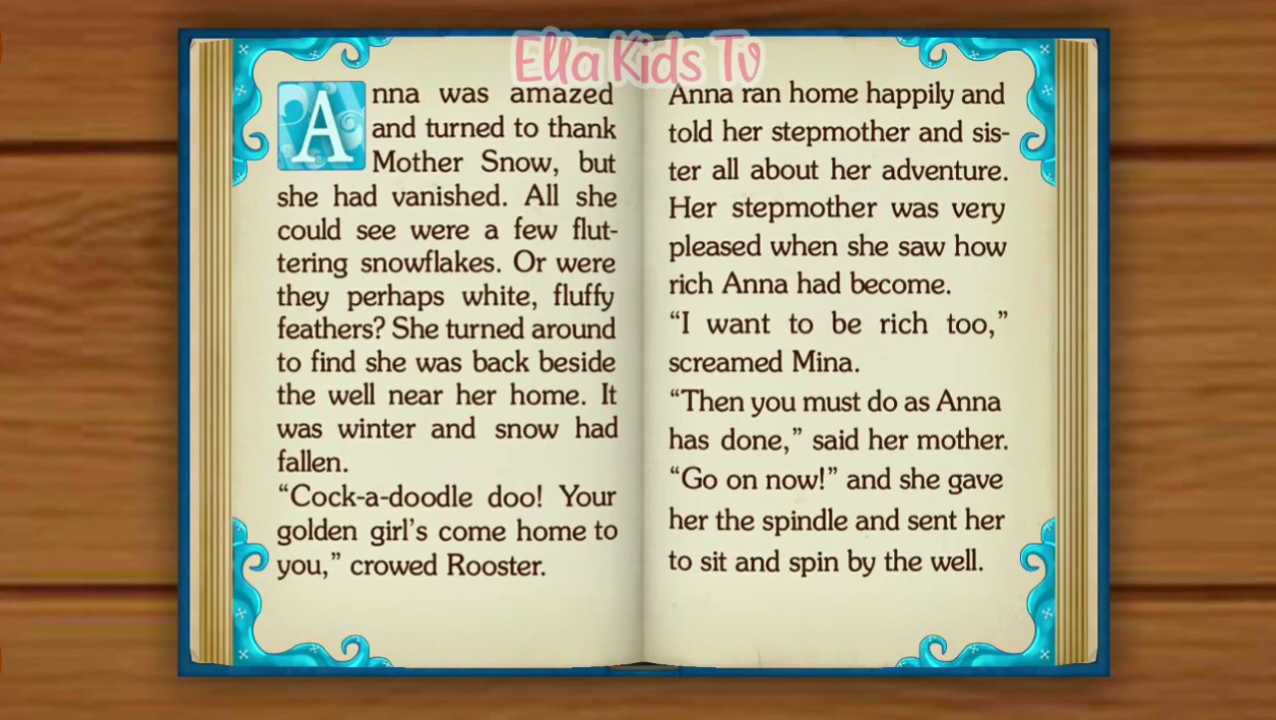 Ella Kids Tv
Anna was amazed
and turned to thank
Mother Snow, but
she had vanished. All she
could see were a few flut-
tering snowflakes. Or were
they perhaps white, fluffy
feathers? She turned around
to find she was back beside
the well near her home. It
was winter and snow had
fallen.
“Cock-a-doodle doo! Your
golden girl’s come home to
you,” crowed Rooster.
Anna ran home happily and
told her stepmother and sis-
ter all about her adventure.
Her stepmother was very
pleased when she saw how
rich Anna had become.
“I want to be rich too,”
screamed Mina.
“Then you must do as Anna
has done,” said her mother.
“Go on now!” and she gave
her the spindle and sent her
to sit and spin by the well.